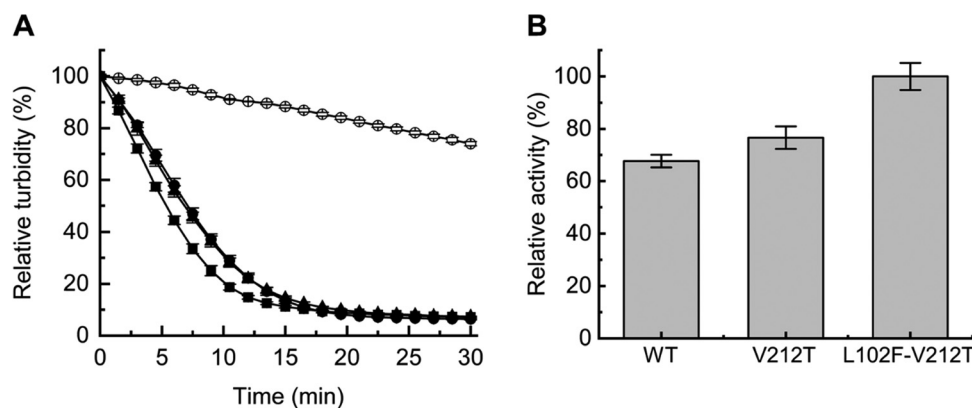 A
Relative turbidity (%)
100
80
60
40
20
0
0 5 10 15 20 25 30
Time (min)
B
Relative activity (%)
100
80
60
40
20
0
WT V212T L102F-V212T